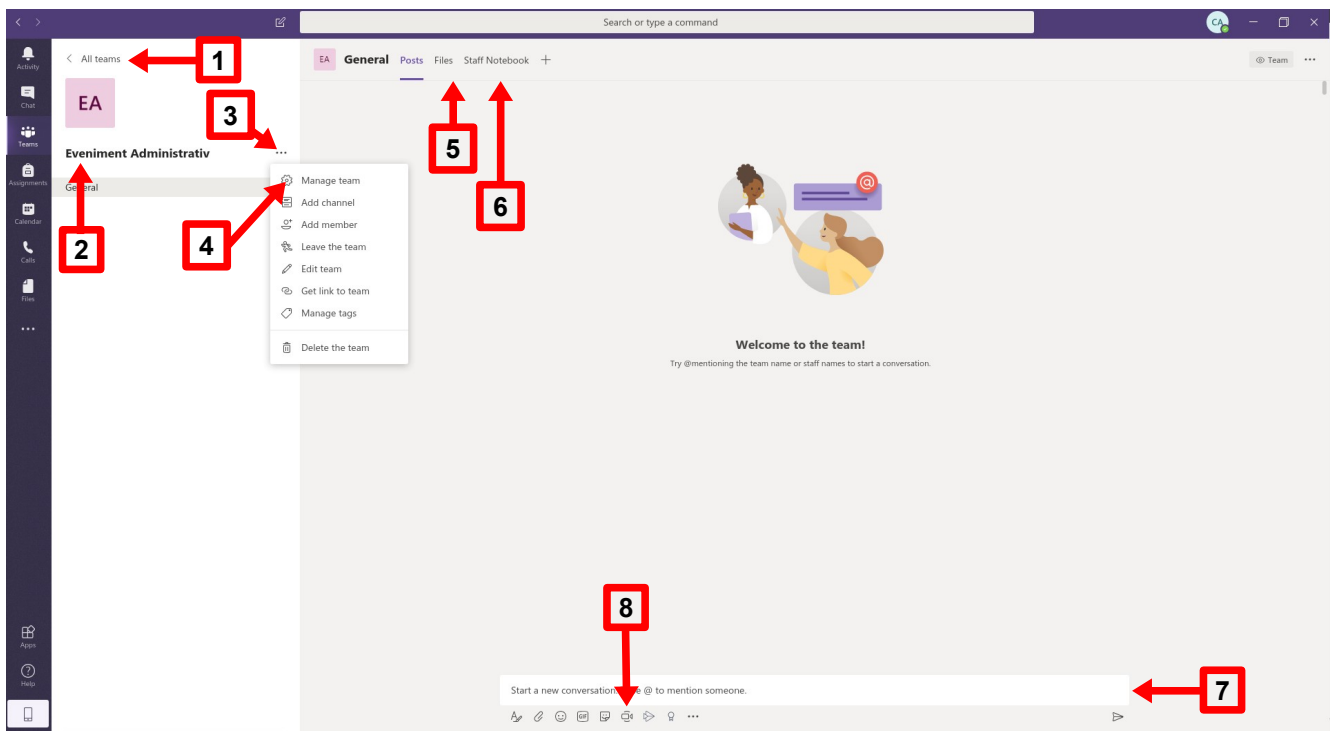 Search or type a command
CA
Activity
Chat
Teams
Assignments
Calendar
Calls
Files
Apps
Help
All teams
1
EA
3
Eveniment Administrativ
General
2
4
Manage team
Add channel
Add member
Leave the team
Edit team
Get link to team
Manage tags
Delete the team
EA General Posts Files Staff Notebook
Team
5
6
@
Welcome to the team!
Try @mentioning the team name or staff names to start a conversation.
8
Start a new conversation. @ to mention someone.
7
GIF